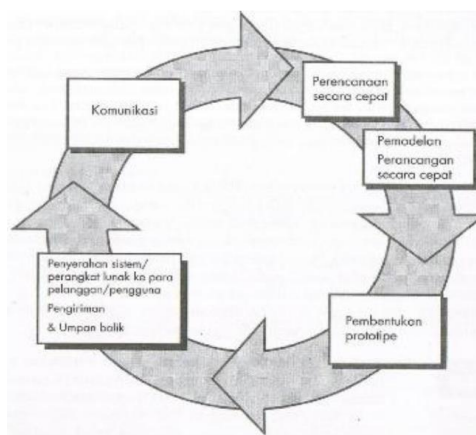 Komunikasi
Perencanaan
secara cepat
Pemodelan
Perancangan
secara cepat
Pembentukan
prototipe
Penyerahan sistem/
perangkat lunak ke para
pelanggan/pengguna
Pengiriman
& Umpan balik